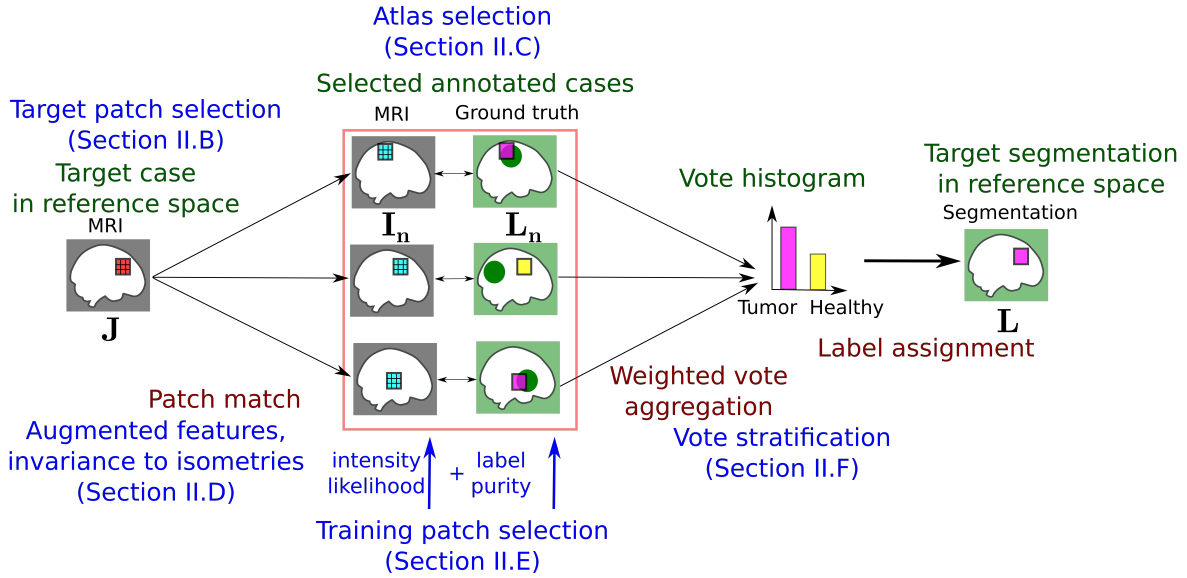 Atlas selection
(Section II.C)
Selected annotated cases
MRI
Ground truth
Target patch selection
(Section II.B)
Target case
in reference space
MRI
J
I_n
L_n
Vote histogram
Tumor
Healthy
Target segmentation
in reference space
Segmentation
L
Label assignment
Patch match
Augmented features,
invariance to isometries
(Section II.D)
Weighted vote
aggregation
Vote stratification
(Section II.F)
intensity
likelihood
+
label
purity
Training patch selection
(Section II.E)